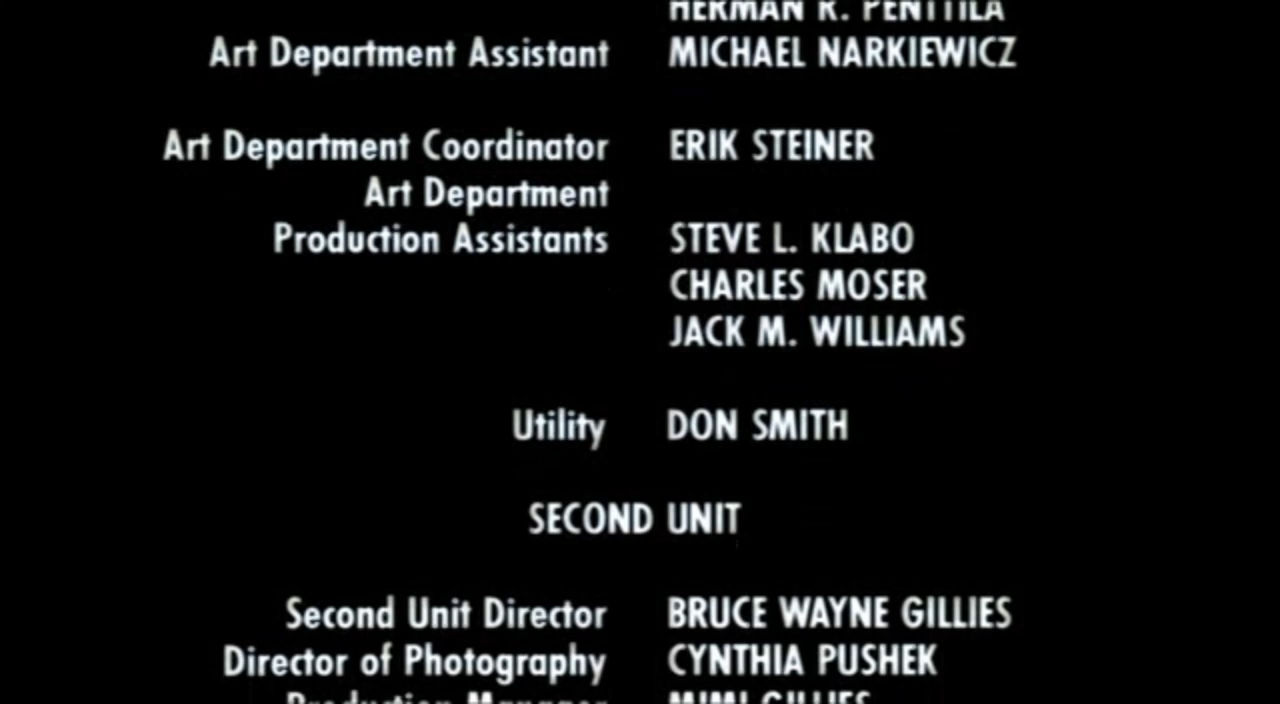 HERMAN R. PENTTILA
Art Department Assistant MICHAEL NARKIEWICZ
Art Department Coordinator ERIK STEINER
Art Department
Production Assistants STEVE L. KLABO
CHARLES MOSER
JACK M. WILLIAMS
Utility DON SMITH
SECOND UNIT
Second Unit Director BRUCE WAYNE GILLIES
Director of Photography CYNTHIA PUSHEK
Production Manager MIMI GILLIES